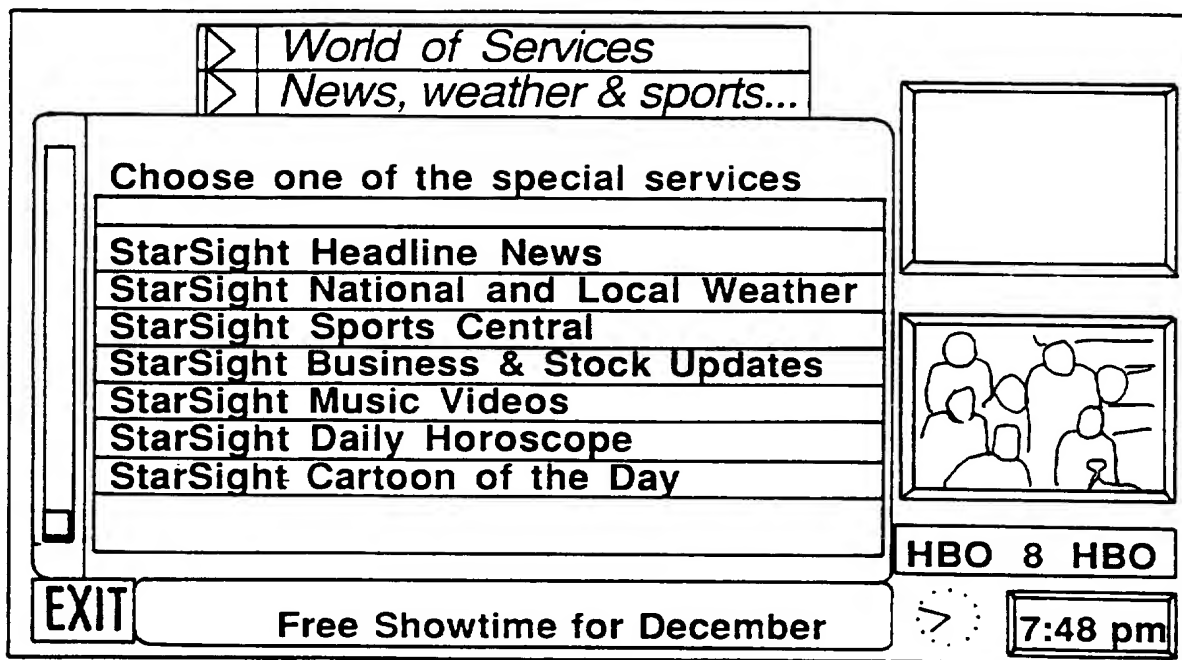 World of Services
News, weather & sports...
Choose one of the special services
StarSight Headline News
StarSight National and Local Weather
StarSight Sports Central
StarSight Business & Stock Updates
StarSight Music Videos
StarSight Daily Horoscope
StarSight Cartoon of the Day
HBO 8 HBO
EXIT
Free Showtime for December
7:48 pm